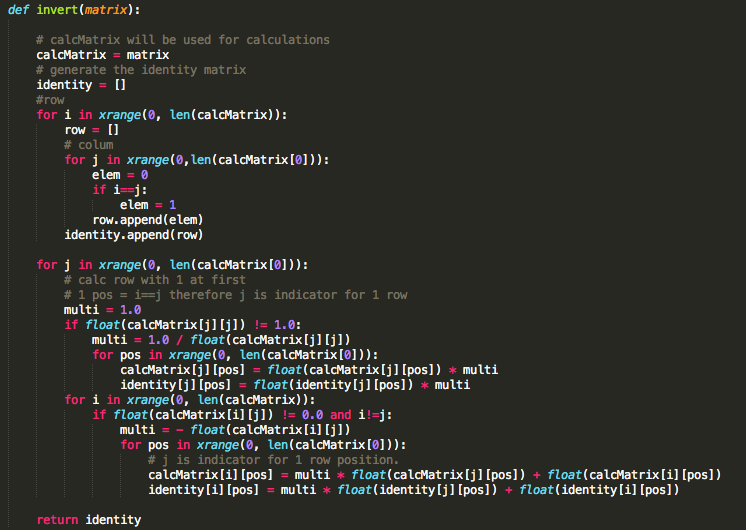 def invert(matrix):

    # calcMatrix will be used for calculations
    calcMatrix = matrix
    # generate the identity matrix
    identity = []
    #row
    for i in xrange(0, len(calcMatrix)):
        row = []
        # colum
        for j in xrange(0,len(calcMatrix[0])):
            elem = 0
            if i==j:
                elem = 1
            row.append(elem)
        identity.append(row)

    for j in xrange(0, len(calcMatrix[0])):
        # calc row with 1 at first
        # 1 pos = i==j therefore j is indicator for 1 row
        multi = 1.0
        if float(calcMatrix[j][j]) != 1.0:
            multi = 1.0 / float(calcMatrix[j][j])
            for pos in xrange(0, len(calcMatrix[0])):
                calcMatrix[j][pos] = float(calcMatrix[j][pos]) * multi
                identity[j][pos] = float(identity[j][pos]) * multi
        for i in xrange(0, len(calcMatrix)):
            if float(calcMatrix[i][j]) != 0.0 and i!=j:
                multi = - float(calcMatrix[i][j])
                for pos in xrange(0, len(calcMatrix[0])):
                    # j is indicator for 1 row position.
                    calcMatrix[i][pos] = multi * float(calcMatrix[j][pos]) + float(calcMatrix[i][pos])
                    identity[i][pos] = multi * float(identity[j][pos]) + float(identity[i][pos])

    return identity